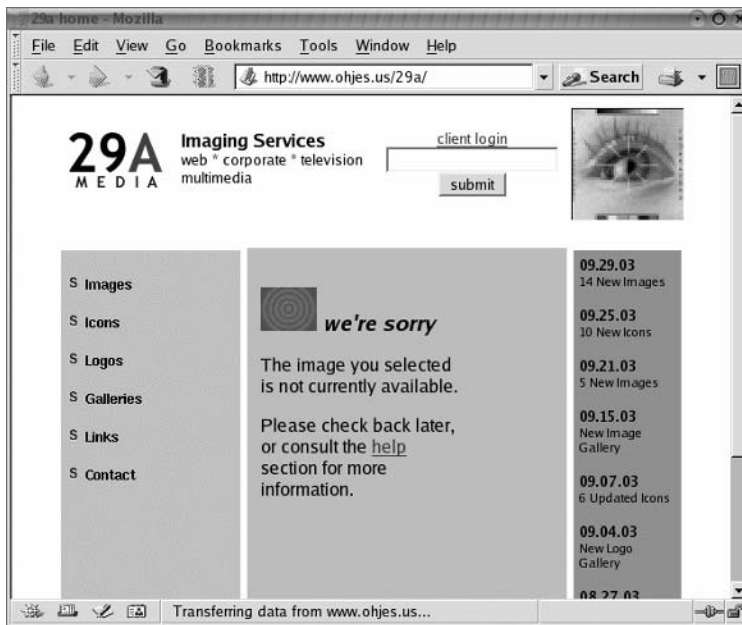 29a home - Mozilla
File Edit View Go Bookmarks Tools Window Help
http://www.ohjes.us/29a/
Search
29A
MEDIA
Imaging Services
web * corporate * television
multimedia
client login
submit
S Images
S Icons
S Logos
S Galleries
S Links
S Contact
we're sorry
The image you selected
is not currently available.
Please check back later,
or consult the help
section for more
information.
09.29.03
14 New Images
09.25.03
10 New Icons
09.21.03
5 New Images
09.15.03
New Image
Gallery
09.07.03
6 Updated Icons
09.04.03
New Logo
Gallery
08.27.03
Transferring data from www.ohjes.us...